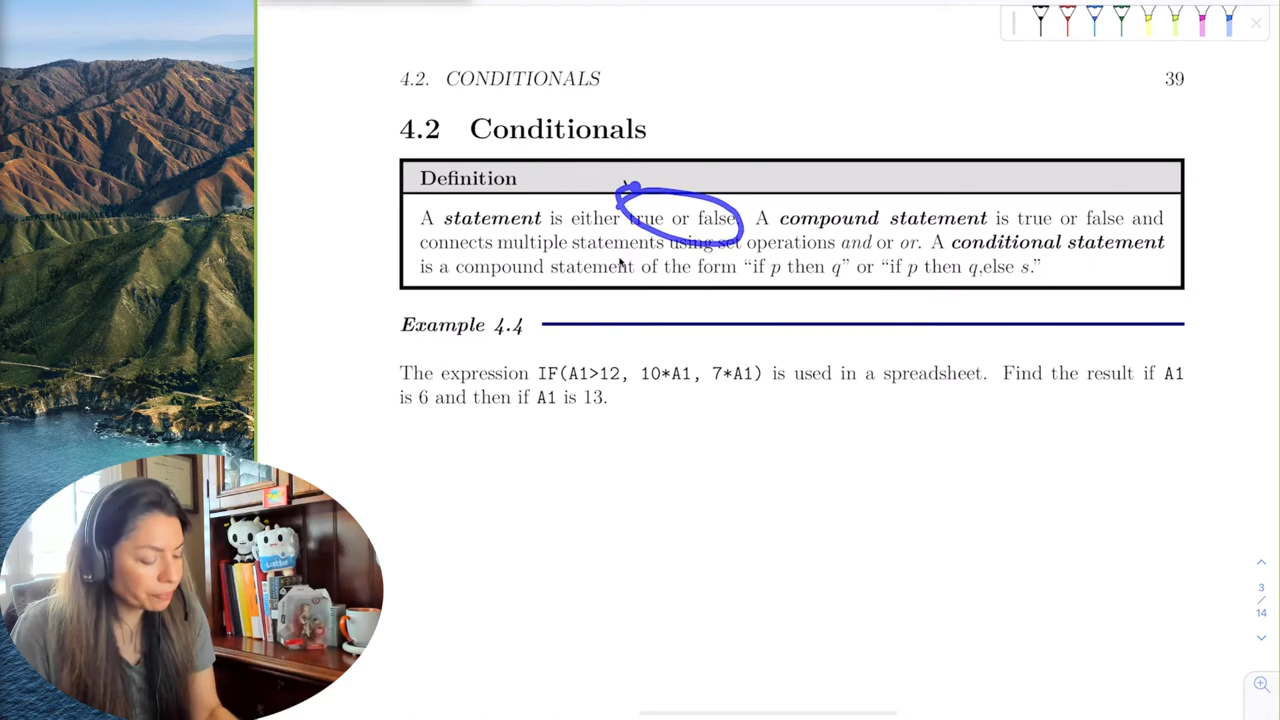 4.2. CONDITIONALS 39
4.2 Conditionals
Definition
A statement is either true or false. A compound statement is true or false and
connects multiple statements using set operations and or or. A conditional statement
is a compound statement of the form “if p then q” or “if p then q,else s.”
Example 4.4
The expression IF(A1>12, 10*A1, 7*A1) is used in a spreadsheet. Find the result if A1
is 6 and then if A1 is 13.
Latte
3
/
14